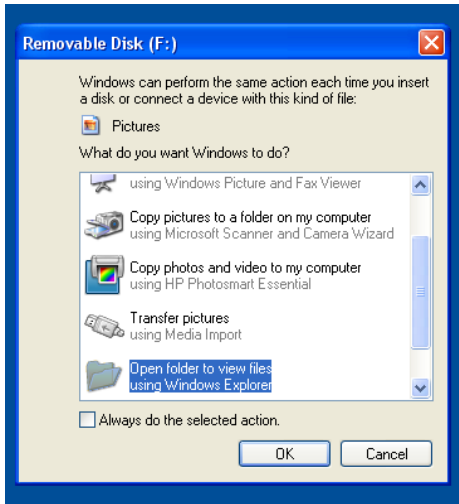 Removable Disk (F:)
Windows can perform the same action each time you insert
a disk or connect a device with this kind of file:
Pictures
What do you want Windows to do?
using Windows Picture and Fax Viewer
Copy pictures to a folder on my computer
using Microsoft Scanner and Camera Wizard
Copy photos and video to my computer
using HP Photosmart Essential
Transfer pictures
using Media Import
Open folder to view files
using Windows Explorer
Always do the selected action.
OK
Cancel